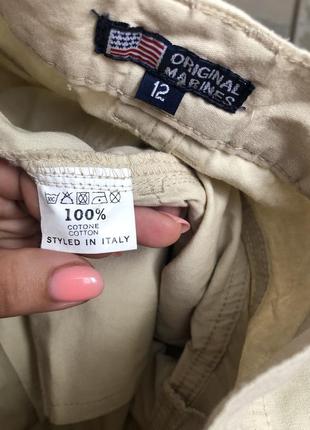 ORIGINAL
MARINES
12
100%
COTONE
COTTON
STYLED IN ITALY